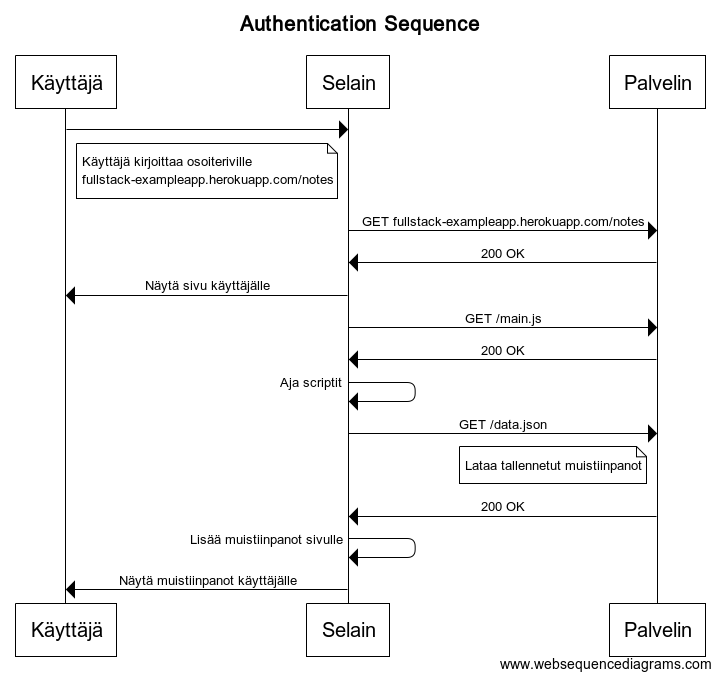 Authentication Sequence
Käyttäjä
Selain
Palvelin
Käyttäjä kirjoittaa osoiteriville
fullstack-exampleapp.herokuapp.com/notes
GET fullstack-exampleapp.herokuapp.com/notes
200 OK
Näytä sivu käyttäjälle
GET /main.js
200 OK
Aja scriptit
GET /data.json
Lataa tallennetut muistiinpanot
200 OK
Lisää muistiinpanot sivulle
Näytä muistiinpanot käyttäjälle
Käyttäjä
Selain
Palvelin
www.websequencediagrams.com